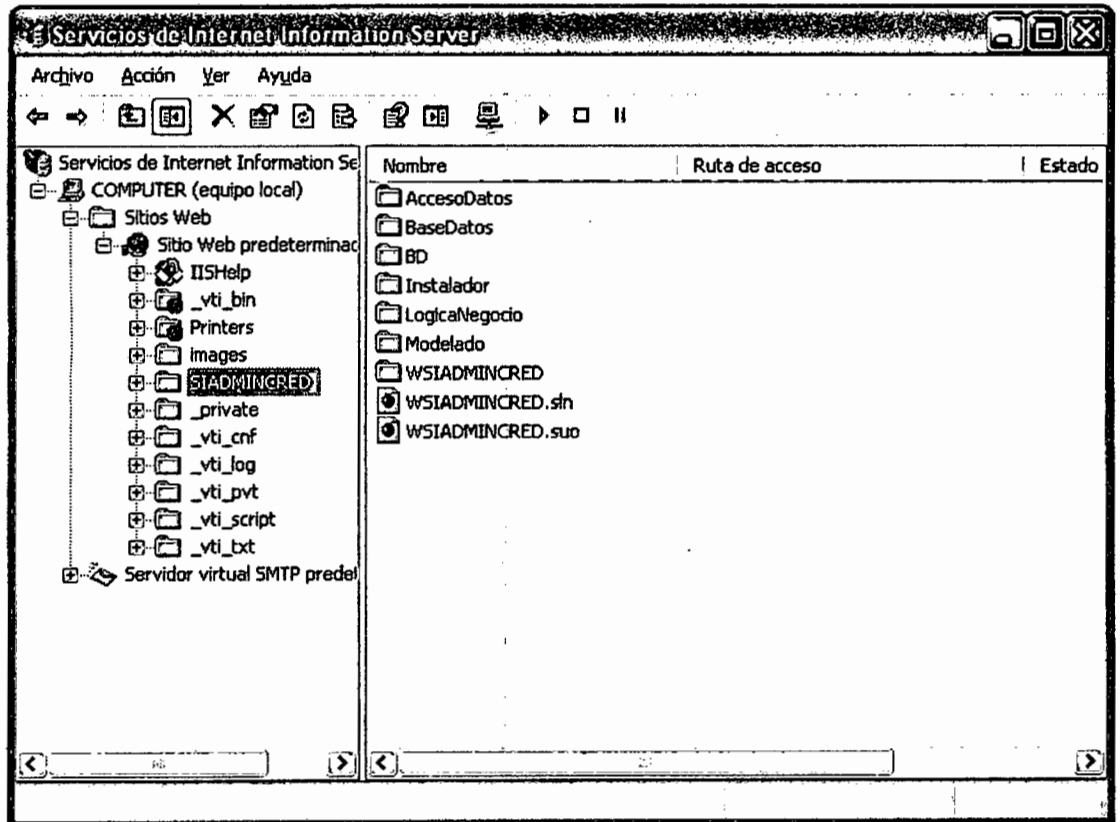 Servicios de Internet Information Server
Archivo Acción Ver Ayuda
Servicios de Internet Information Se
COMPUTER (equipo local)
Sitios Web
Sitio Web predeterminac
IISHelp
_vti_bin
Printers
images
SIADMINCRED
_private
_vti_cnf
_vti_log
_vti_pvt
_vti_script
_vti_txt
Servidor virtual SMTP predet
Nombre Ruta de acceso Estado
AccesoDatos
BaseDatos
BD
Instalador
LogicaNegocio
Modelado
WSIADMINCRED
WSIADMINCRED.sln
WSIADMINCRED.suo